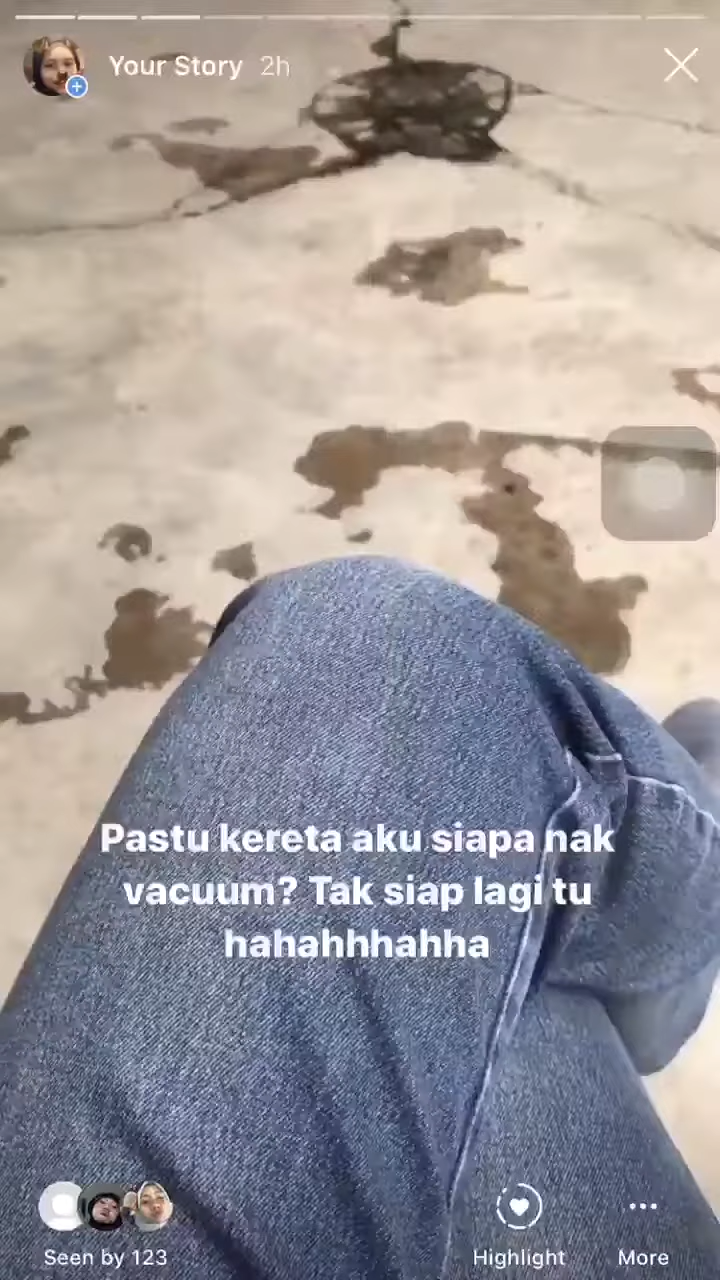 Your Story 2h
Pastu kereta aku siapa nak
vacuum? Tak siap lagi tu
hahahhhahha
Seen by 123
Highlight
More